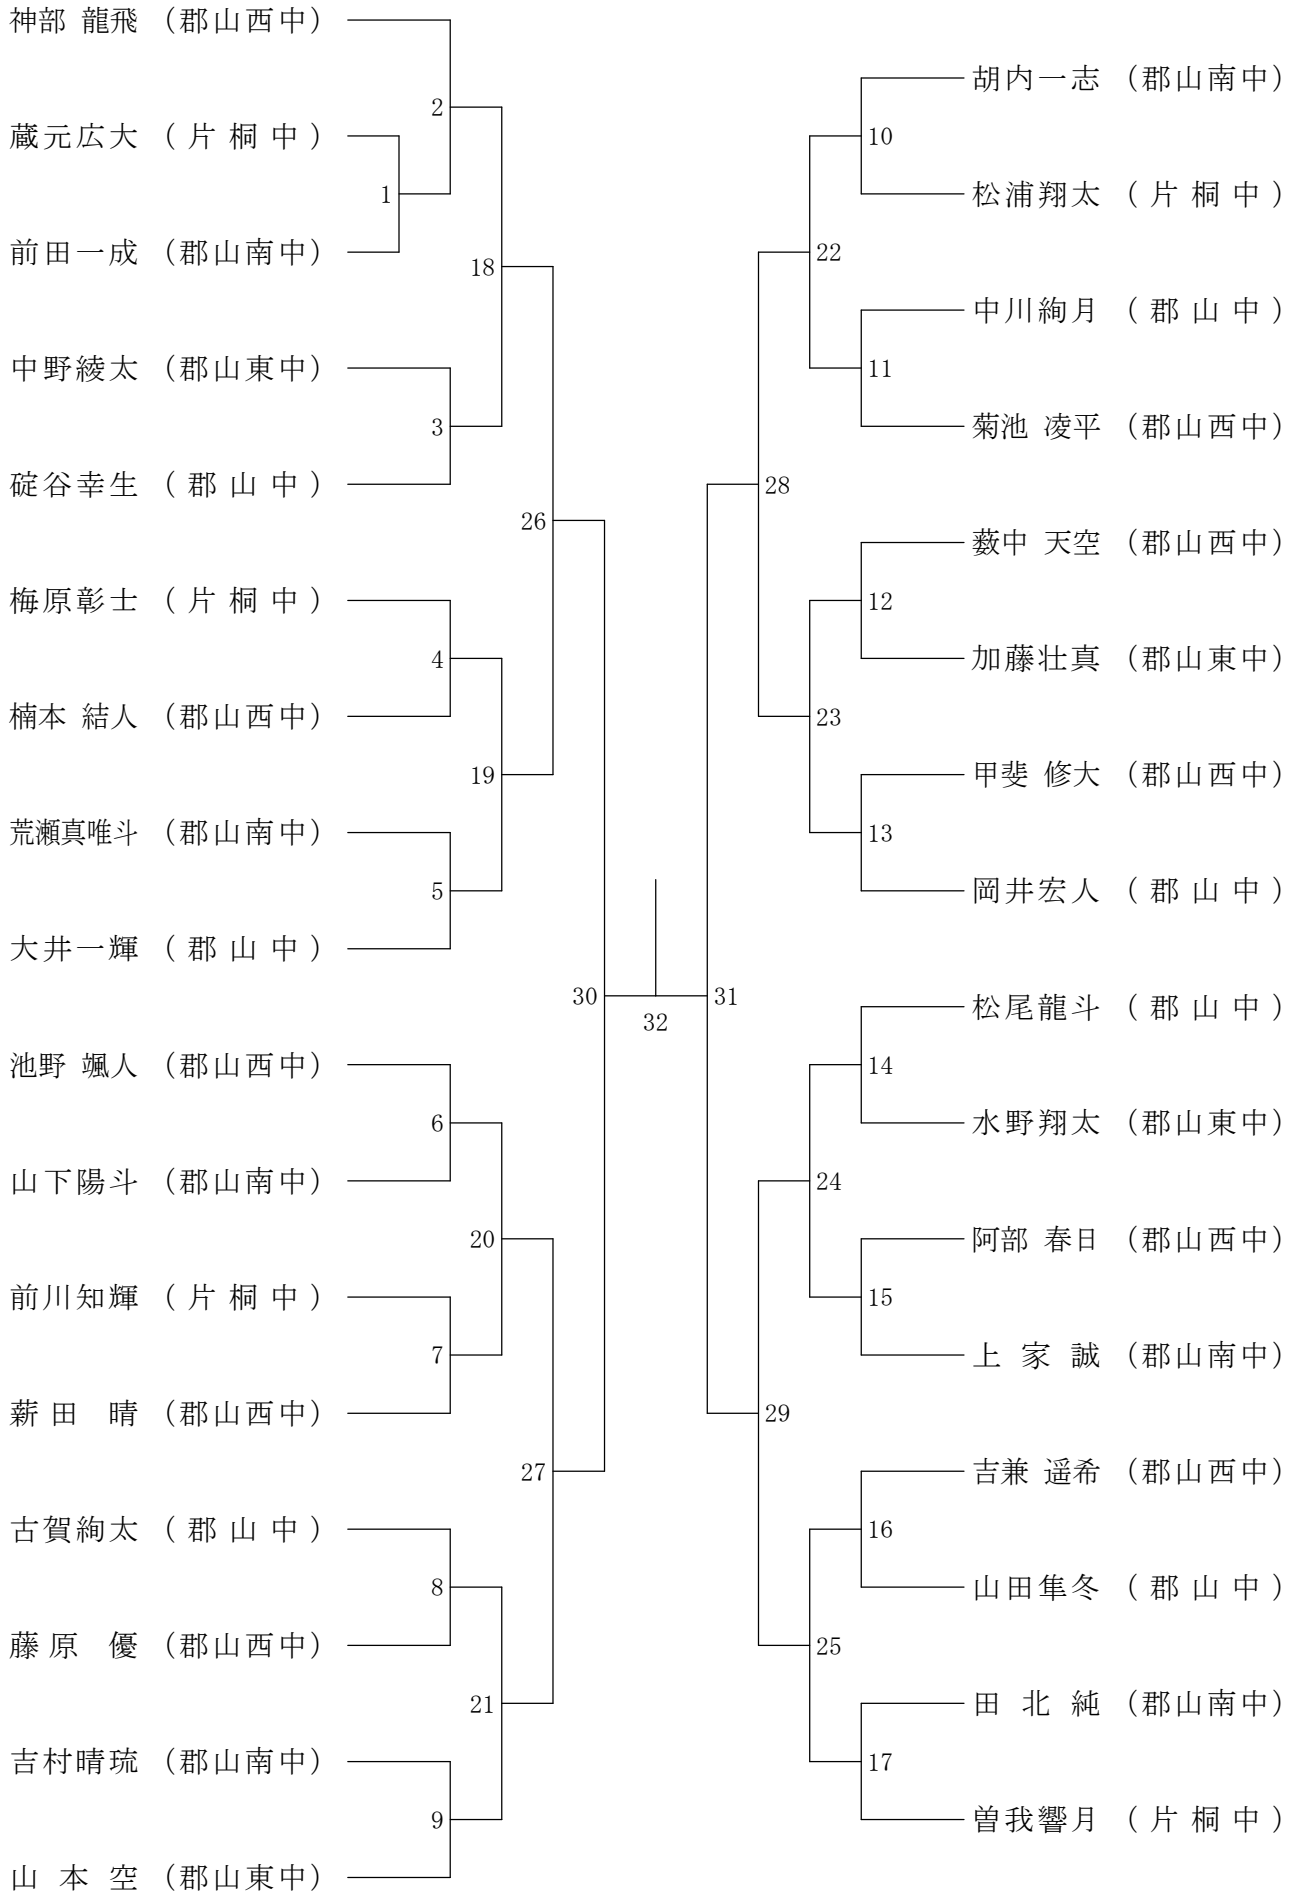 神部 龍飛 (郡山西中)
蔵元広大 (片桐中)
前田一成 (郡山南中)
中野綾太 (郡山東中)
碇谷幸生 (郡山中)
梅原彰士 (片桐中)
楠本 結人 (郡山西中)
荒瀬真唯斗 (郡山南中)
大井一輝 (郡山中)
池野 颯人 (郡山西中)
山下陽斗 (郡山南中)
前川知輝 (片桐中)
薪田 晴 (郡山西中)
古賀絢太 (郡山中)
藤原 優 (郡山西中)
吉村晴琉 (郡山南中)
山本空 (郡山東中)
1
2
3
4
5
6
7
8
9
18
19
20
21
26
27
30
32
31
28
29
22
23
24
25
10
11
12
13
14
15
16
17
胡内一志 (郡山南中)
松浦翔太 (片桐中)
中川絢月 (郡山中)
菊池 凌平 (郡山西中)
藪中 天空 (郡山西中)
加藤壮真 (郡山東中)
甲斐 修大 (郡山西中)
岡井宏人 (郡山中)
松尾龍斗 (郡山中)
水野翔太 (郡山東中)
阿部 春日 (郡山西中)
上家誠 (郡山南中)
吉兼 遥希 (郡山西中)
山田隼冬 (郡山中)
田北純 (郡山南中)
曽我響月 (片桐中)